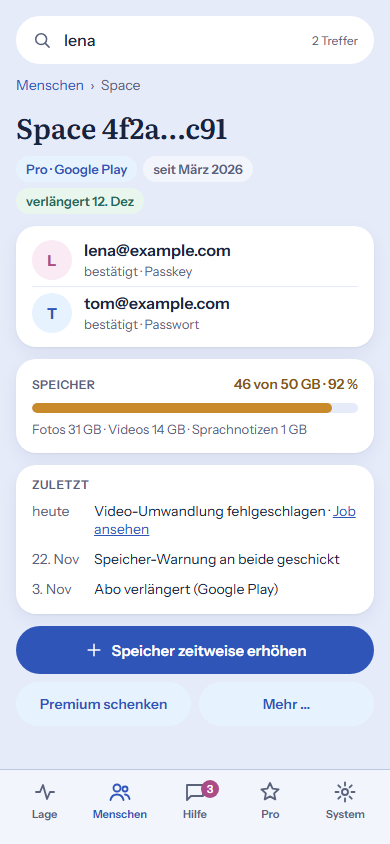 lena
2 Treffer
Menschen › Space
Space 4f2a…c91
Pro · Google Play
seit März 2026
verlängert 12. Dez
L
lena@example.com
bestätigt · Passkey
T
tom@example.com
bestätigt · Passwort
SPEICHER
46 von 50 GB · 92 %
Fotos 31 GB · Videos 14 GB · Sprachnotizen 1 GB
ZULETZT
heute
Video-Umwandlung fehlgeschlagen · Job
ansehen
22. Nov
Speicher-Warnung an beide geschickt
3. Nov
Abo verlängert (Google Play)
+ Speicher zeitweise erhöhen
Premium schenken
Mehr …
3
Lage
Menschen
Hilfe
Pro
System